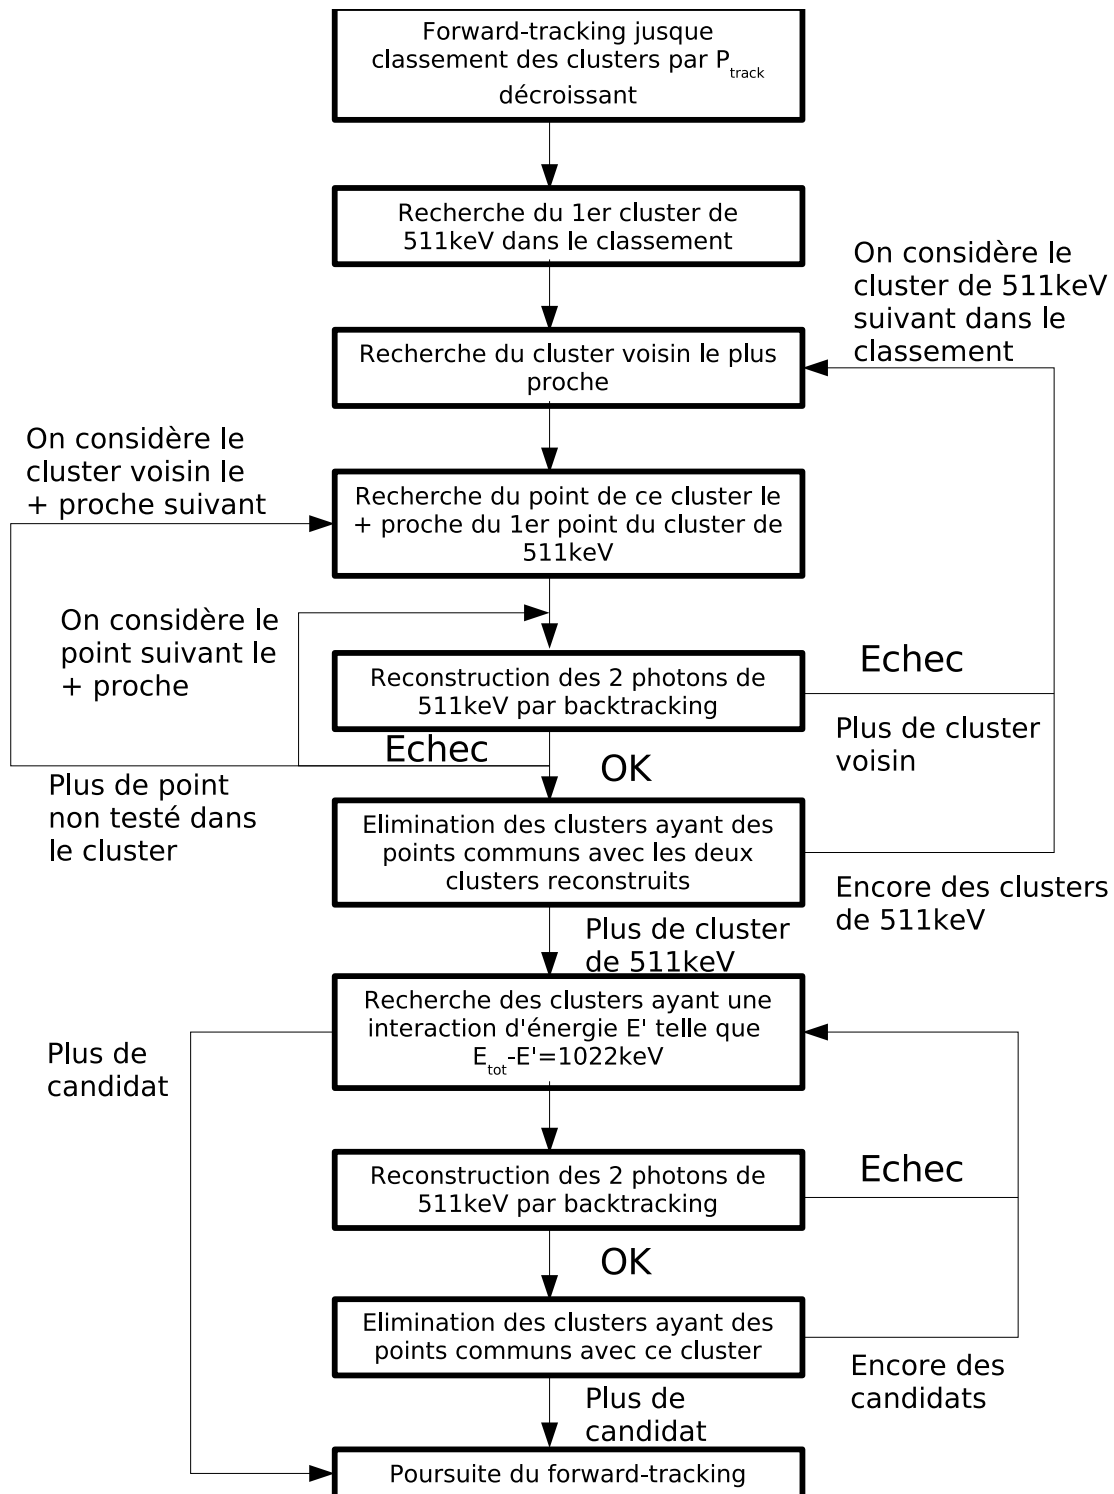 Forward-tracking jusque
classement des clusters par P_track
décroissant
Recherche du 1er cluster de
511keV dans le classement
On considère le
cluster de 511keV
suivant dans le
classement
Recherche du cluster voisin le plus
proche
On considère le
cluster voisin le
+ proche suivant
Recherche du point de ce cluster le
+ proche du 1er point du cluster de
511keV
On considère le
point suivant le
+ proche
Reconstruction des 2 photons de
511keV par backtracking
Echec
Plus de cluster
voisin
Echec
OK
Plus de point
non testé dans
le cluster
Elimination des clusters ayant des
points communs avec les deux
clusters reconstruits
Encore des clusters
de 511keV
Plus de cluster
de 511keV
Recherche des clusters ayant une
interaction d'énergie E' telle que
E_tot-E'=1022keV
Plus de
candidat
Reconstruction des 2 photons de
511keV par backtracking
Echec
OK
Elimination des clusters ayant des
points communs avec ce cluster
Encore des
candidats
Plus de
candidat
Poursuite du forward-tracking